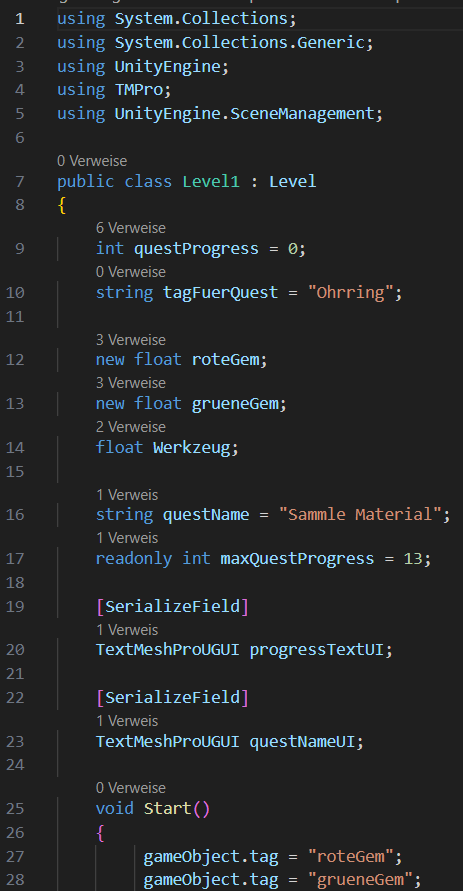 1 using System.Collections;
2 using System.Collections.Generic;
3 using UnityEngine;
4 using TMPro;
5 using UnityEngine.SceneManagement;
6
0 Verweise
7 public class Level1 : Level
8 {
6 Verweise
9 int questProgress = 0;
0 Verweise
10 string tagFuerQuest = "Ohrring";
11
3 Verweise
12 new float roteGem;
3 Verweise
13 new float grueneGem;
2 Verweise
14 float Werkzeug;
15
1 Verweis
16 string questName = "Sammle Material";
1 Verweis
17 readonly int maxQuestProgress = 13;
18
19 [SerializeField]
1 Verweis
20 TextMeshProUGUI progressTextUI;
21
22 [SerializeField]
1 Verweis
23 TextMeshProUGUI questNameUI;
24
0 Verweise
25 void Start()
26 {
27 gameObject.tag = "roteGem";
28 gameObject.tag = "grueneGem";